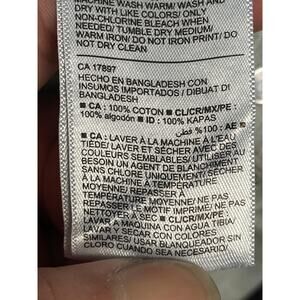 MACHINE WASH WARM/ WASH AND
DRY WITH LIKE COLORS/ ONLY
NON-CHLORINE BLEACH WHEN
NEEDED/ TUMBLE DRY MEDIUM/
WARM IRON/ DO NOT IRON PRINT/ DO
NOT DRY CLEAN
CA 17897
HECHO EN BANGLADESH CON
INSUMOS IMPORTADOS / DIBUAT DI
BANGLADESH
■ CA : 100% COTON ■ CL/CR/MX/PE :
100% algodón ■ ID : 100% KAPAS
■ AE : 100% قطن
■ CA : LAVER À LA MACHINE À L'EAU
TIÈDE/ LAVER ET SÉCHER AVEC DES
COULEURS SEMBLABLES/ UTILISER AU
BESOIN UN AGENT DE BLANCHIMENT
SANS CHLORE UNIQUEMENT/ SÉCHER
À LA MACHINE À TEMPÉRATURE
MOYENNE/ REPASSER À
TEMPÉRATURE MOYENNE/ NE PAS
REPASSER LE MOTIF IMPRIMÉ/ NE PAS
NETTOYER À SEC ■ CL/CR/MX/PE :
LAVAR A MAQUINA CON AGUA TIBIA/
LAVAR Y SECAR CON COLORES
SIMILARES/ USAR BLANQUEADOR SIN
CLORO CUANDO SEA NECESARIO/